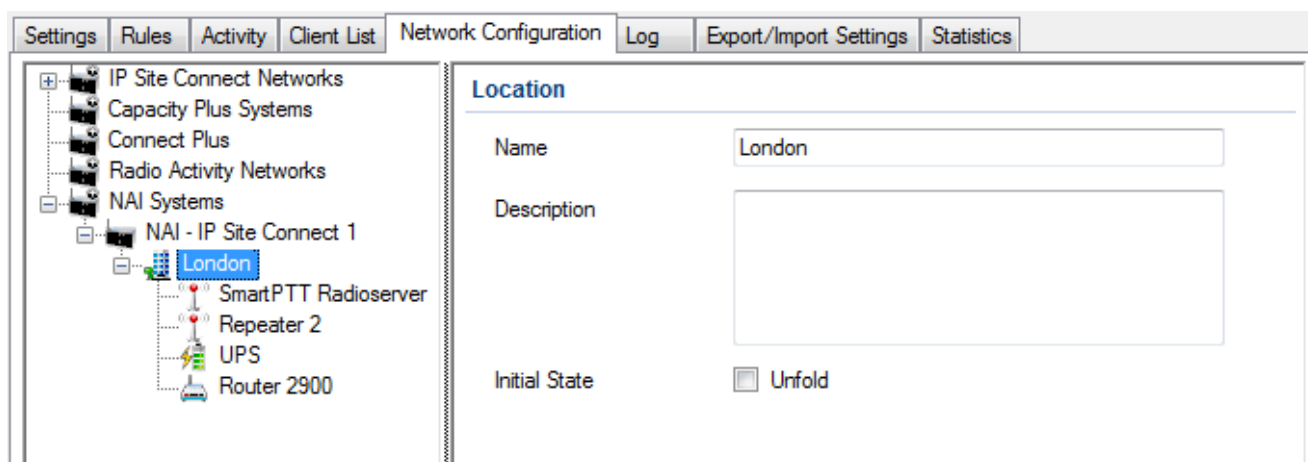 Settings Rules Activity Client List Network Configuration Log Export/Import Settings Statistics
IP Site Connect Networks
Capacity Plus Systems
Connect Plus
Radio Activity Networks
NAI Systems
NAI - IP Site Connect 1
London
SmartPTT Radioserver
Repeater 2
UPS
Router 2900
Location
Name London
Description
Initial State Unfold